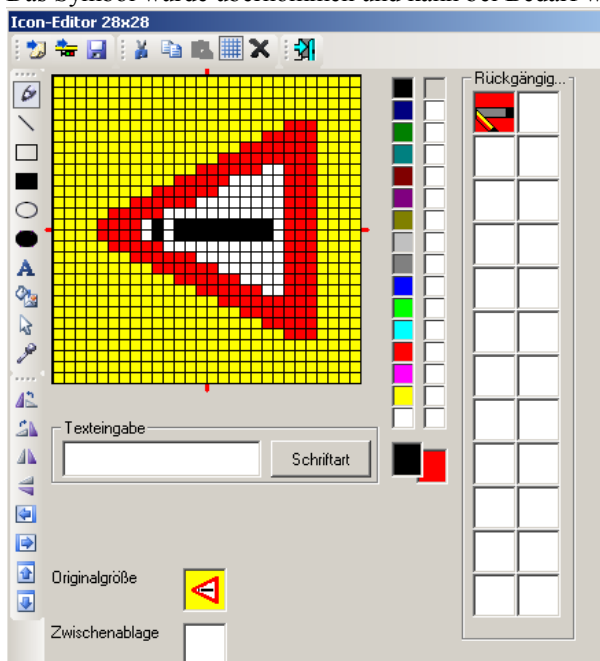 Icon-Editor 28x28
Rückgängig...
A
Texteingabe
Schriftart
Originalgröße
Zwischenablage